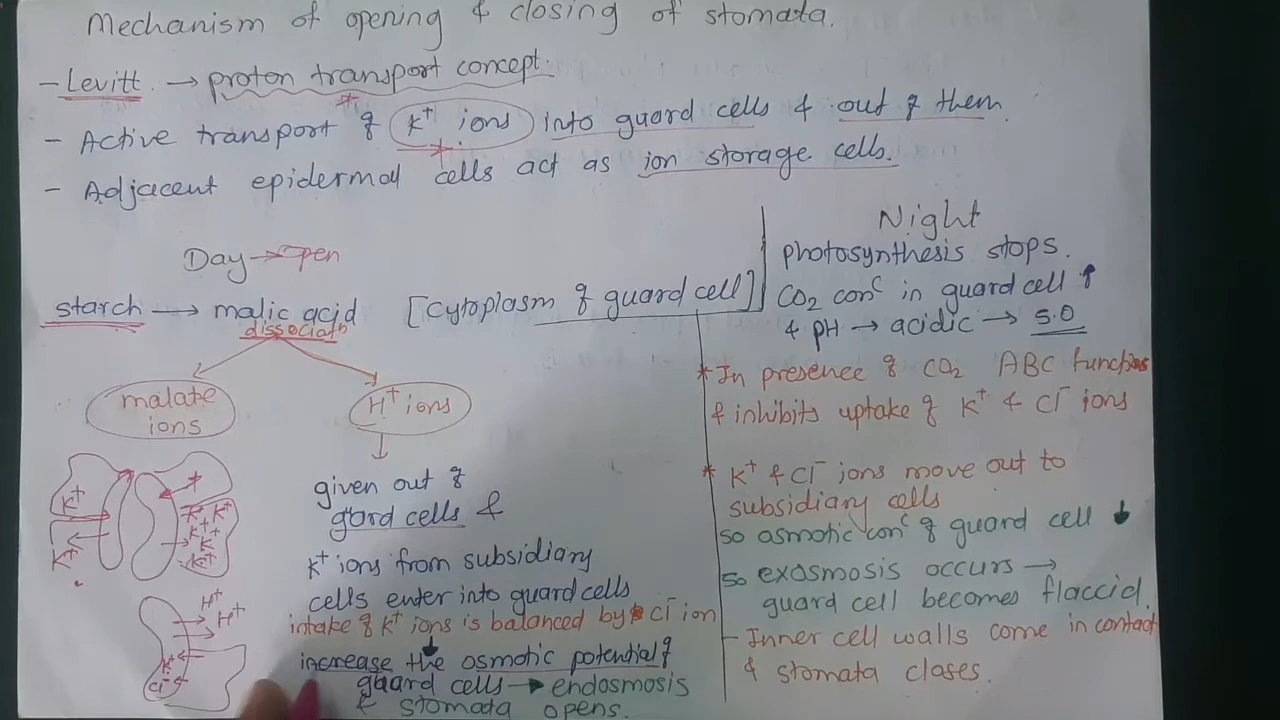 Mechanism of opening & closing of stomata.
- Levitt → proton transport concept.
- Active transport of K+ ions into guard cells & out of them.
- Adjacent epidermal cells act as ion storage cells.
Day → Open
starch → malic acid [cytoplasm of guard cell]
dissociatn
malate ions
H+ ions
K+
K+
K+ K+
K+
K+
K+
H+
H+
K+
Cl-
given out of
gard cells &
K+ ions from subsidiary
cells enter into guard cells
intake of K+ ions is balanced by Cl- ion
increase the osmotic potential of
guard cells → endosmosis
& stomata opens.
Night
photosynthesis stops.
CO2 conc in guard cell ↑
& pH → acidic → 5.0
* In presence of CO2 ABC functions
& inhibits uptake of K+ & Cl- ions
* K+ & Cl- ions move out to
subsidiary cells
so osmotic conc of guard cell ↓
so exosmosis occurs →
guard cell becomes flaccid.
- Inner cell walls come in contact
& stomata closes.